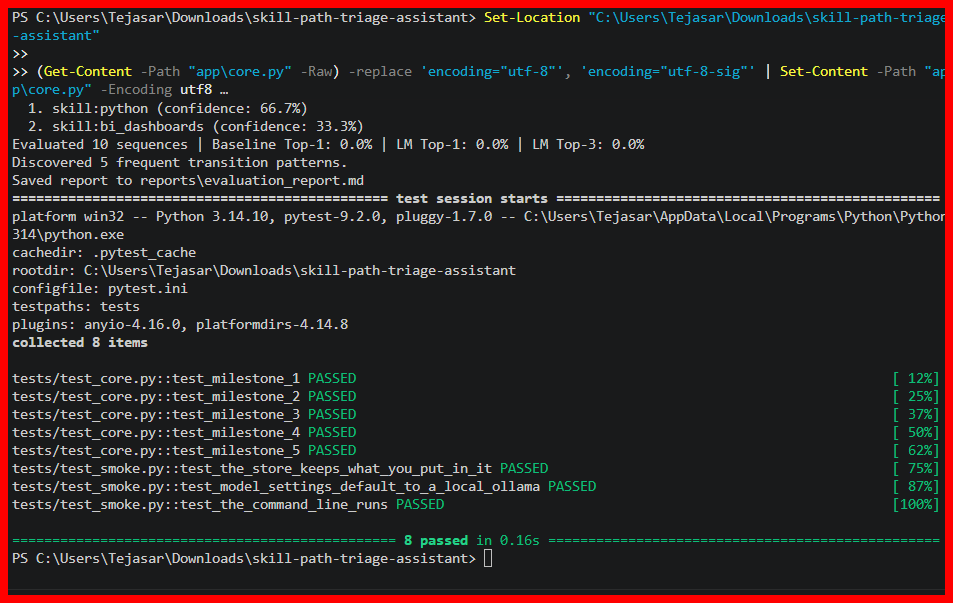 PS C:\Users\Tejasar\Downloads\skill-path-triage-assistant> Set-Location "C:\Users\Tejasar\Downloads\skill-path-triage
-assistant"
>>
>> (Get-Content -Path "app\core.py" -Raw) -replace 'encoding="utf-8"', 'encoding="utf-8-sig"' | Set-Content -Path "ap
p\core.py" -Encoding utf8 …
  1. skill:python (confidence: 66.7%)
  2. skill:bi_dashboards (confidence: 33.3%)
Evaluated 10 sequences | Baseline Top-1: 0.0% | LM Top-1: 0.0% | LM Top-3: 0.0%
Discovered 5 frequent transition patterns.
Saved report to reports\evaluation_report.md
============================================== test session starts ===============================================
platform win32 -- Python 3.14.10, pytest-9.2.0, pluggy-1.7.0 -- C:\Users\Tejasar\AppData\Local\Programs\Python\Python
314\python.exe
cachedir: .pytest_cache
rootdir: C:\Users\Tejasar\Downloads\skill-path-triage-assistant
configfile: pytest.ini
testpaths: tests
plugins: anyio-4.16.0, platformdirs-4.14.8
collected 8 items
tests/test_core.py::test_milestone_1 PASSED [ 12%]
tests/test_core.py::test_milestone_2 PASSED [ 25%]
tests/test_core.py::test_milestone_3 PASSED [ 37%]
tests/test_core.py::test_milestone_4 PASSED [ 50%]
tests/test_core.py::test_milestone_5 PASSED [ 62%]
tests/test_smoke.py::test_the_store_keeps_what_you_put_in_it PASSED [ 75%]
tests/test_smoke.py::test_model_settings_default_to_a_local_ollama PASSED [ 87%]
tests/test_smoke.py::test_the_command_line_runs PASSED [100%]
=============================================== 8 passed in 0.16s ================================================
PS C:\Users\Tejasar\Downloads\skill-path-triage-assistant>